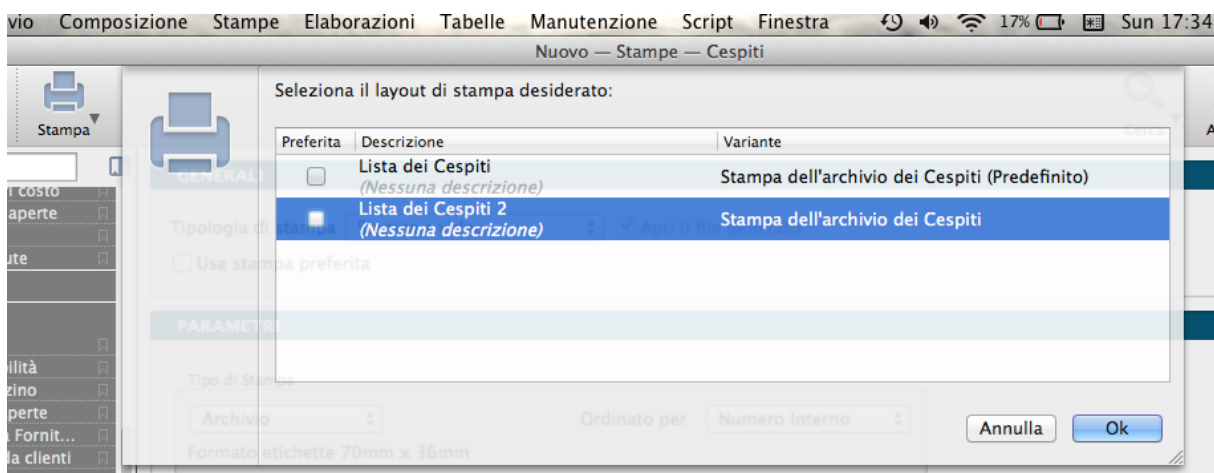 vio Composizione Stampe Elaborazioni Tabelle Manutenzione Script Finestra 17% Sun 17:34
Nuovo — Stampe — Cespiti
Stampa
Seleziona il layout di stampa desiderato:
Cerca
A
Preferita Descrizione Variante
Lista dei Cespiti
(Nessuna descrizione)
Stampa dell'archivio dei Cespiti (Predefinito)
Lista dei Cespiti 2
(Nessuna descrizione)
Stampa dell'archivio dei Cespiti
GENERALI
Tipologia di stampa Apri il file generato
Usa stampa preferita
PARAMETRI
Tipo di Stampa
Archivio Ordinato per Numero Interno
Formato etichette 70mm x 36mm
Annulla Ok
i costo
aperte
ute
ilità
zino
perte
a Fornit...
da clienti